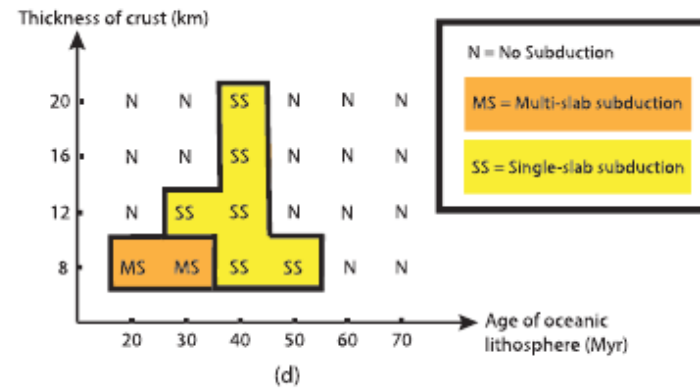 Thickness of crust (km)
20 N N SS N N N
16 N N SS N N N
12 N SS SS N N N
8 MS MS SS SS N N
20 30 40 50 60 70
Age of oceanic
lithosphere (Myr)
(d)
N = No Subduction
MS = Multi-slab subduction
SS = Single-slab subduction